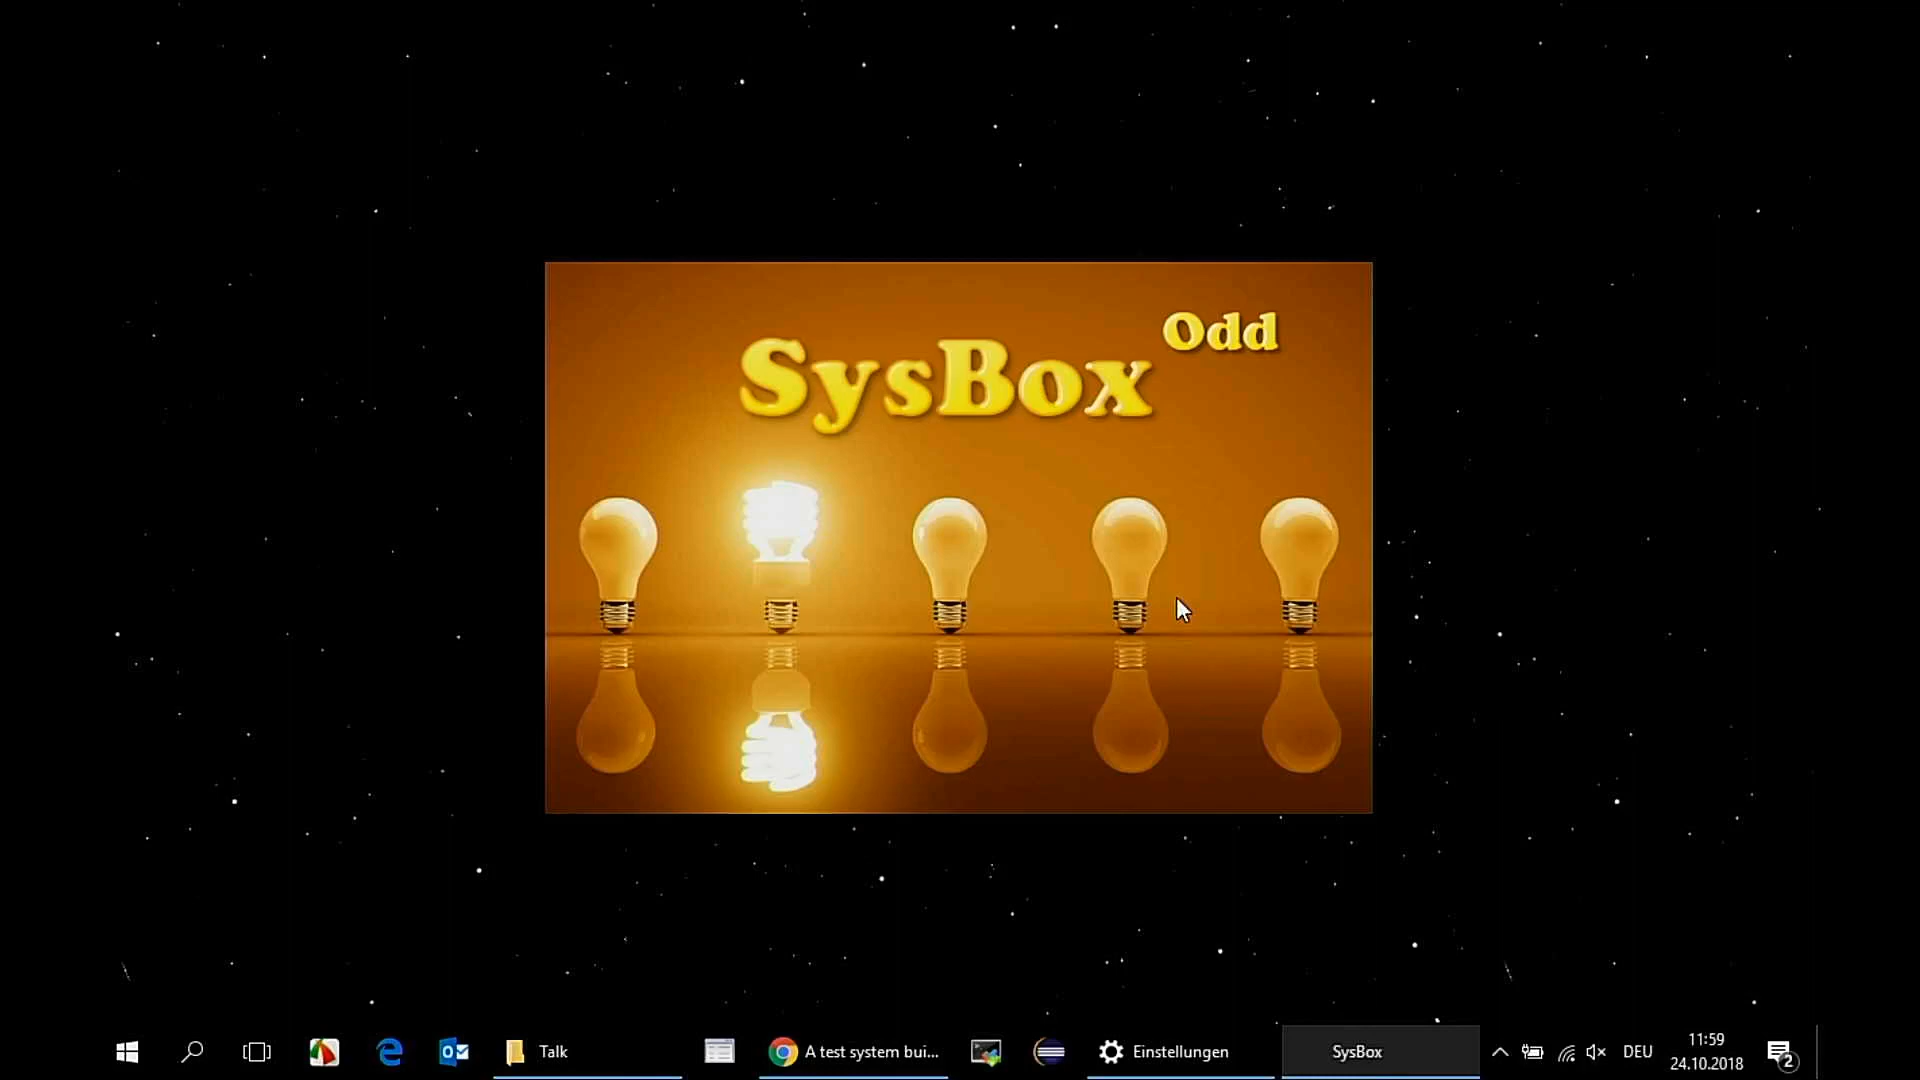 SysBox Odd
Talk
A test system bui...
Einstellungen
SysBox
DEU
11:59
24.10.2018
2